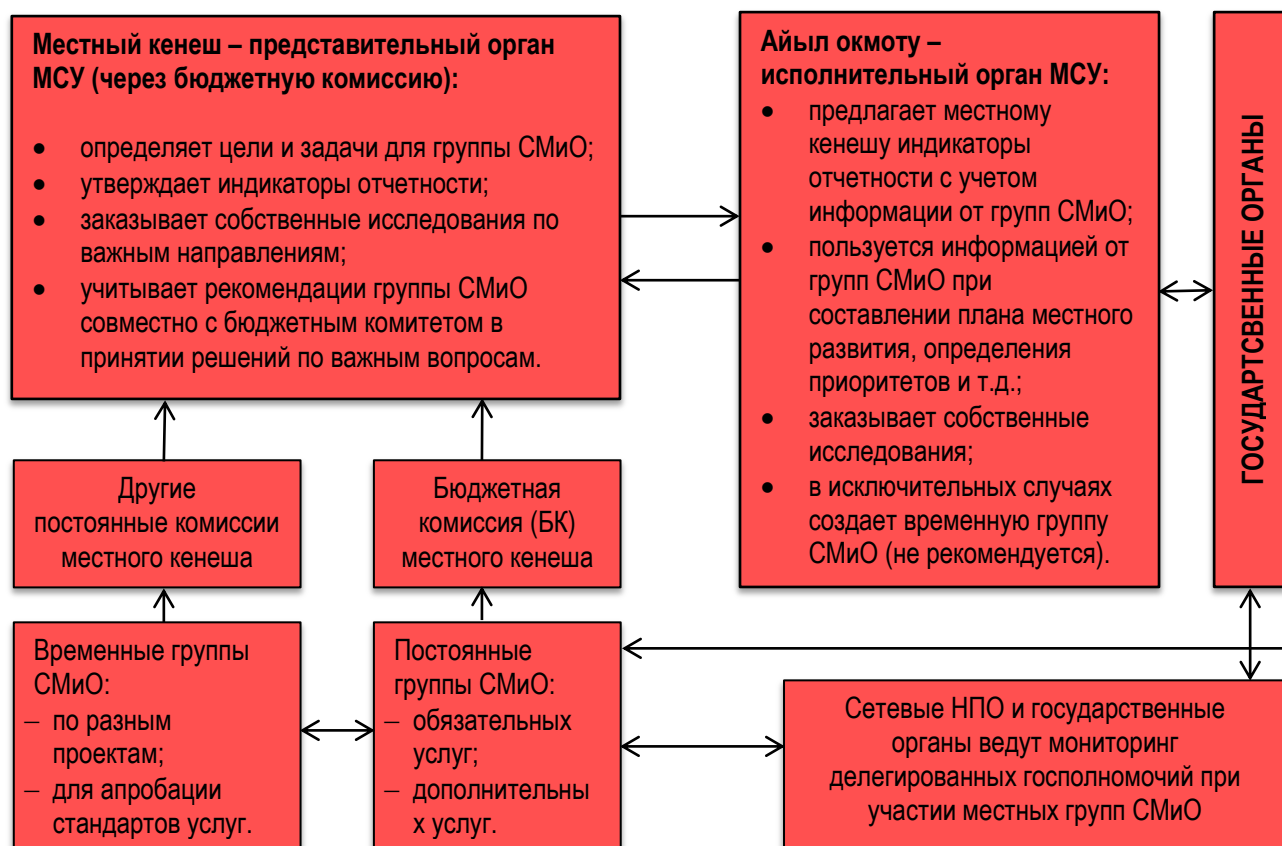 Местный кенеш – представительный орган
МСУ (через бюджетную комиссию):
• определяет цели и задачи для группы СМиО;
• утверждает индикаторы отчетности;
• заказывает собственные исследования по
важным направлениям;
• учитывает рекомендации группы СМиО
совместно с бюджетным комитетом в
принятии решений по важным вопросам.
Айыл окмоту –
исполнительный орган МСУ:
• предлагает местному
кенешу индикаторы
отчетности с учетом
информации от групп СМиО;
• пользуется информацией от
групп СМиО при
составлении плана местного
развития, определения
приоритетов и т.д.;
• заказывает собственные
исследования;
• в исключительных случаях
создает временную группу
СМиО (не рекомендуется).
ГОСУДАРТСВЕННЫЕ ОРГАНЫ
Другие
постоянные комиссии
местного кенеша
Бюджетная
комиссия (БК)
местного кенеша
Временные группы
СМиО:
– по разным
проектам;
– для апробации
стандартов услуг.
Постоянные
группы СМиО:
– обязательных
услуг;
– дополнительны
х услуг.
Сетевые НПО и государственные
органы ведут мониторинг
делегированных госполномочий при
участии местных групп СМиО